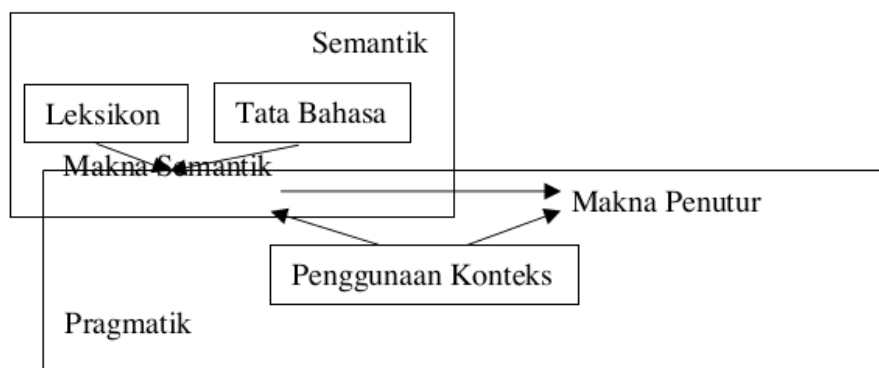 Semantik
Leksikon
Tata Bahasa
Makna Semantik
Makna Penutur
Penggunaan Konteks
Pragmatik